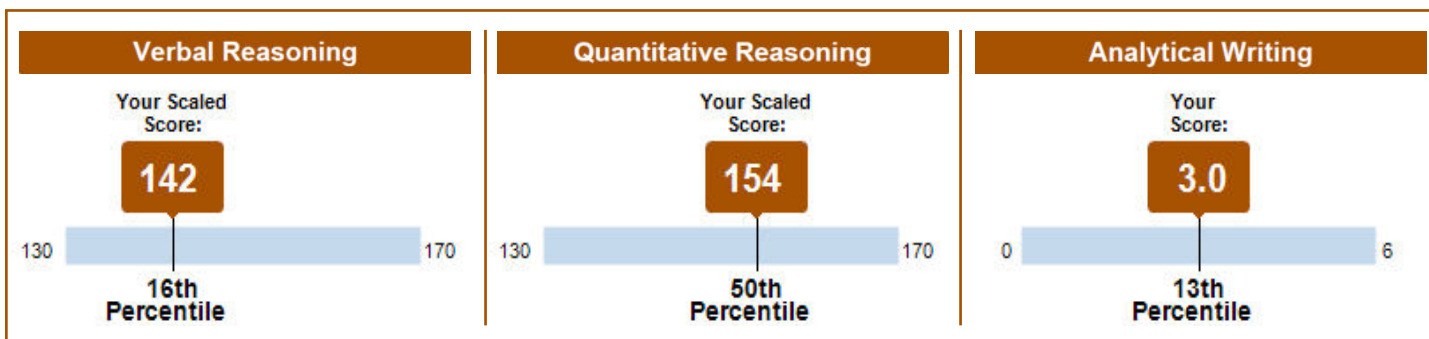 Verbal Reasoning
Your Scaled
Score:
142
130
170
16th
Percentile
Quantitative Reasoning
Your Scaled
Score:
154
130
170
50th
Percentile
Analytical Writing
Your
Score:
3.0
0
6
13th
Percentile